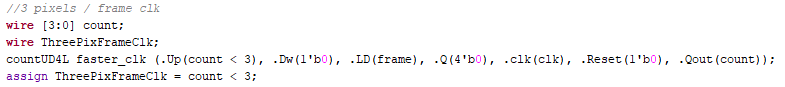 //3 pixels / frame clk
wire [3:0] count;
wire ThreePixFrameClk;
countUD4L faster_clk (.Up(count < 3), .Dw(1'b0), .LD(frame), .Q(4'b0), .clk(clk), .Reset(1'b0), .Qout(count));
assign ThreePixFrameClk = count < 3;